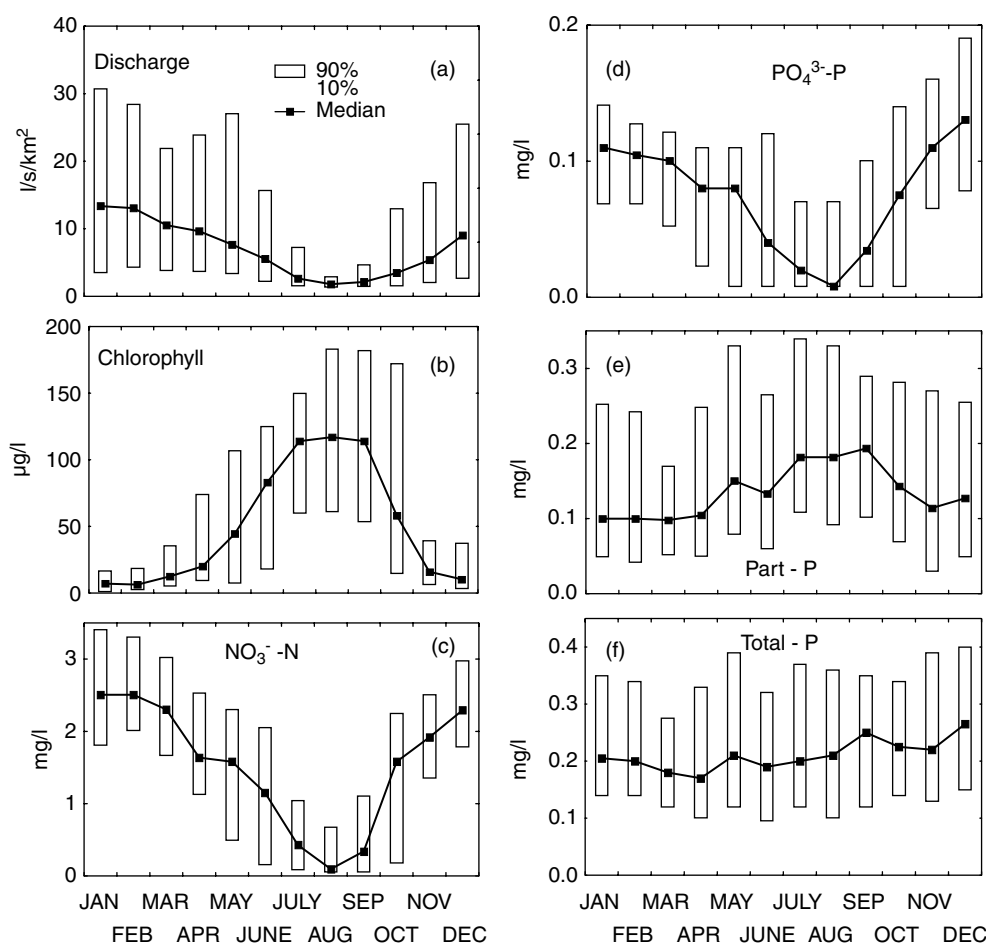 40
30
20
10
0
l/s/km²
Discharge
(a)
90%
10%
Median
200
150
100
50
0
µg/l
Chlorophyll
(b)
3
2
1
0
mg/l
NO₃⁻ -N
(c)
JAN MAR MAY JULY SEP NOV
FEB APR JUNE AUG OCT DEC
0.2
0.1
0.0
mg/l
(d)
PO₄³⁻-P
0.3
0.2
0.1
0.0
mg/l
(e)
Part - P
0.4
0.3
0.2
0.1
0.0
mg/l
Total - P
(f)
JAN MAR MAY JULY SEP NOV
FEB APR JUNE AUG OCT DEC